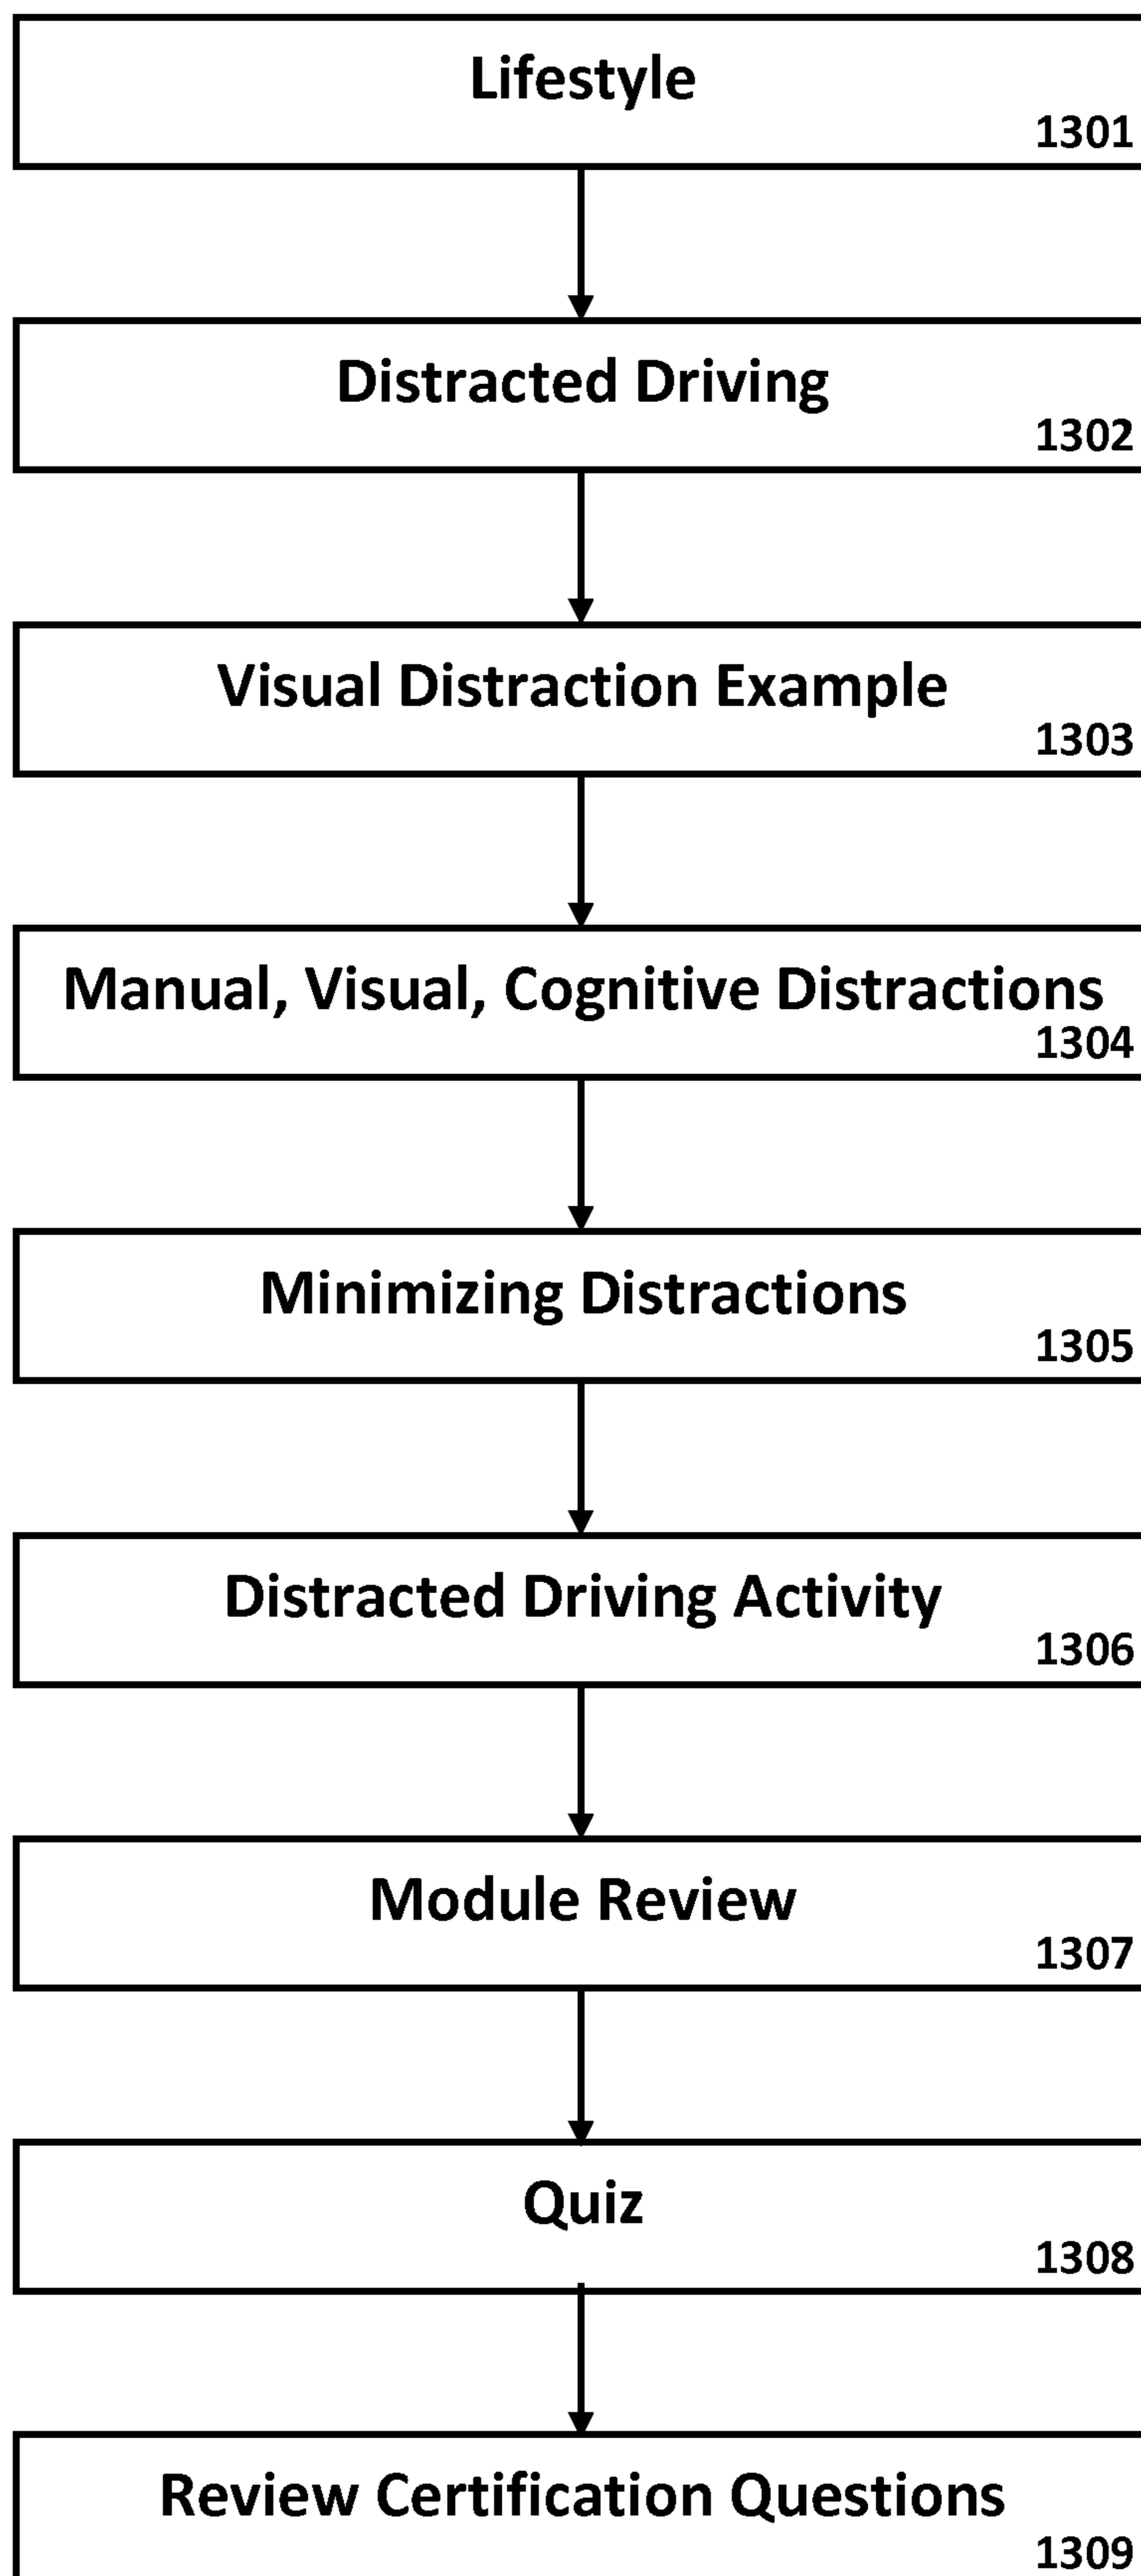 Lifestyle
1301
Distracted Driving
1302
Visual Distraction Example
1303
Manual, Visual, Cognitive Distractions
1304
Minimizing Distractions
1305
Distracted Driving Activity
1306
Module Review
1307
Quiz
1308
Review Certification Questions
1309